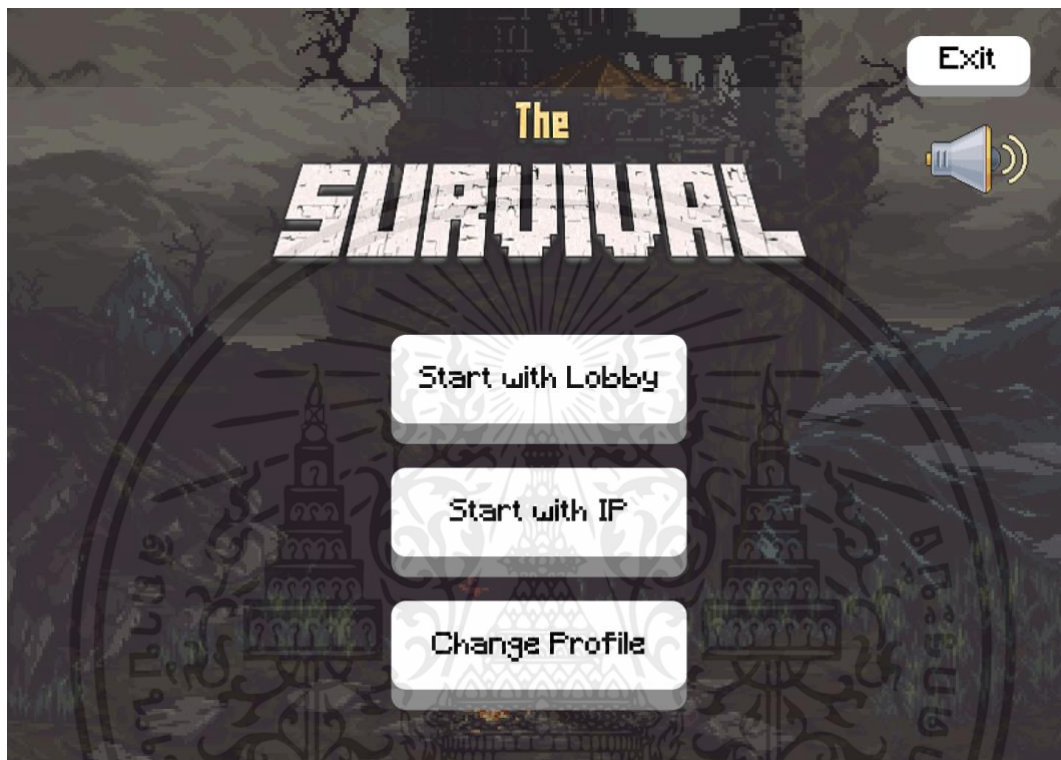 Exit
The
SURVIVAL
Start with Lobby
Start with IP
Change Profile